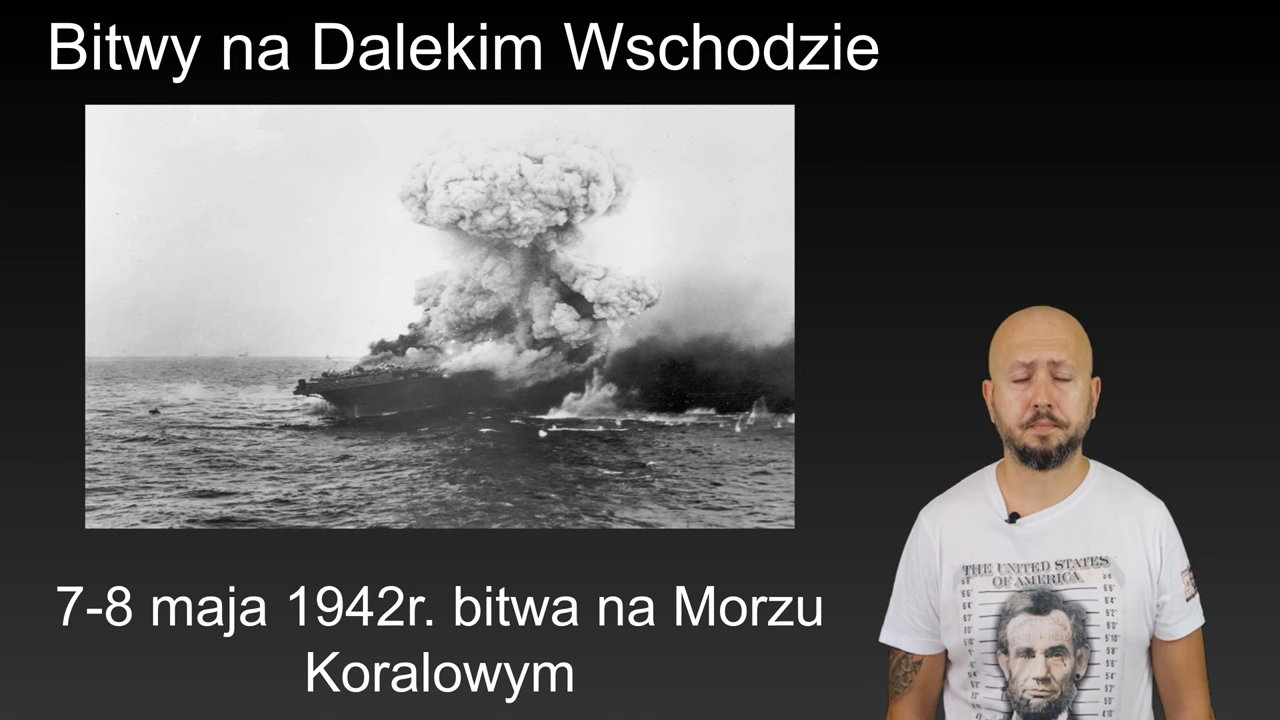 Bitwy na Dalekim Wschodzie
7-8 maja 1942r. bitwa na Morzu
Koralowym
THE UNITED STATES
OF AMERICA